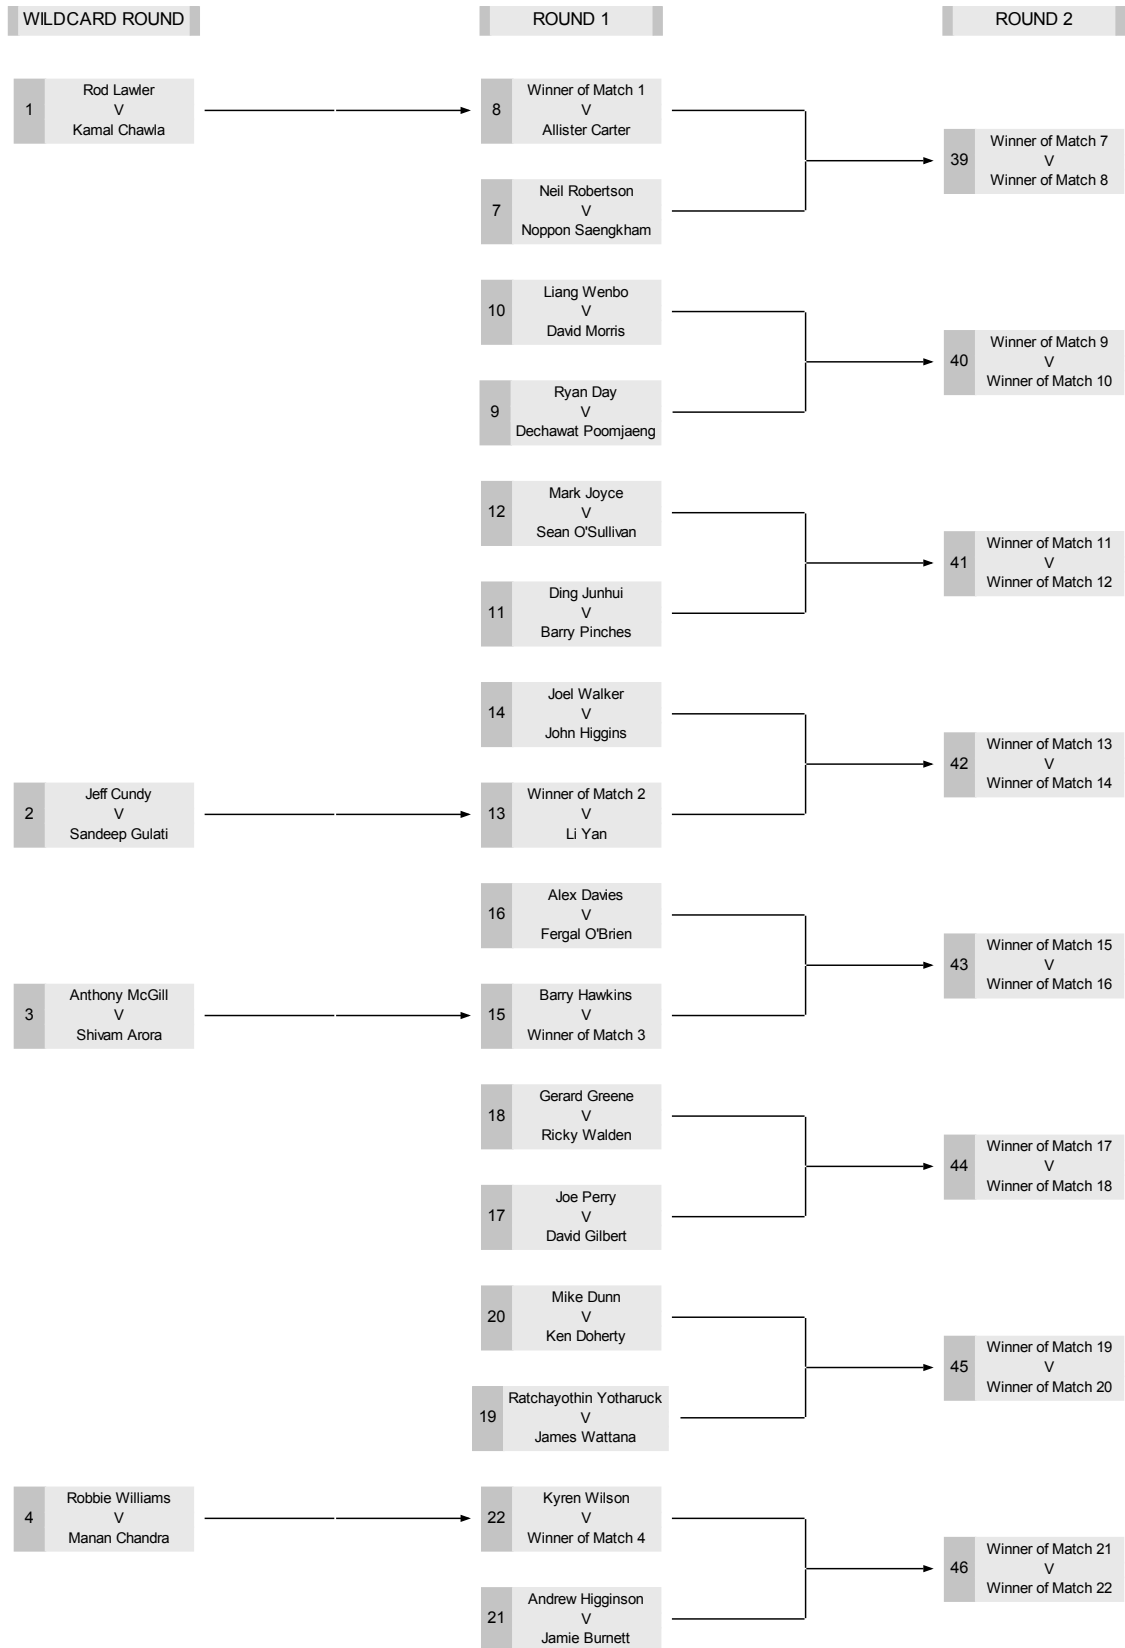 WILDCARD ROUND
ROUND 1
ROUND 2
1
Rod Lawler
V
Kamal Chawla
8
Winner of Match 1
V
Allister Carter
39
Winner of Match 7
V
Winner of Match 8
7
Neil Robertson
V
Noppon Saengkham
10
Liang Wenbo
V
David Morris
40
Winner of Match 9
V
Winner of Match 10
9
Ryan Day
V
Dechawat Poomjaeng
12
Mark Joyce
V
Sean O'Sullivan
41
Winner of Match 11
V
Winner of Match 12
11
Ding Junhui
V
Barry Pinches
14
Joel Walker
V
John Higgins
42
Winner of Match 13
V
Winner of Match 14
2
Jeff Cundy
V
Sandeep Gulati
13
Winner of Match 2
V
Li Yan
16
Alex Davies
V
Fergal O'Brien
43
Winner of Match 15
V
Winner of Match 16
3
Anthony McGill
V
Shivam Arora
15
Barry Hawkins
V
Winner of Match 3
18
Gerard Greene
V
Ricky Walden
44
Winner of Match 17
V
Winner of Match 18
17
Joe Perry
V
David Gilbert
20
Mike Dunn
V
Ken Doherty
45
Winner of Match 19
V
Winner of Match 20
19
Ratchayothin Yotharuck
V
James Wattana
4
Robbie Williams
V
Manan Chandra
22
Kyren Wilson
V
Winner of Match 4
46
Winner of Match 21
V
Winner of Match 22
21
Andrew Higginson
V
Jamie Burnett